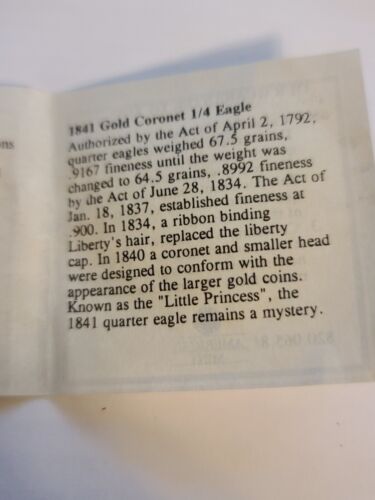 ns
1841 Gold Coronet 1/4 Eagle
Authorized by the Act of April 2, 1792,
quarter eagles weighed 67.5 grains,
.9167 fineness until the weight was
changed to 64.5 grains, .8992 fineness
by the Act of June 28, 1834. The Act of
Jan. 18, 1837, established fineness at
.900. In 1834, a ribbon binding
Liberty's hair, replaced the liberty
cap. In 1840 a coronet and smaller head
were designed to conform with the
appearance of the larger gold coins.
Known as the "Little Princess", the
1841 quarter eagle remains a mystery.